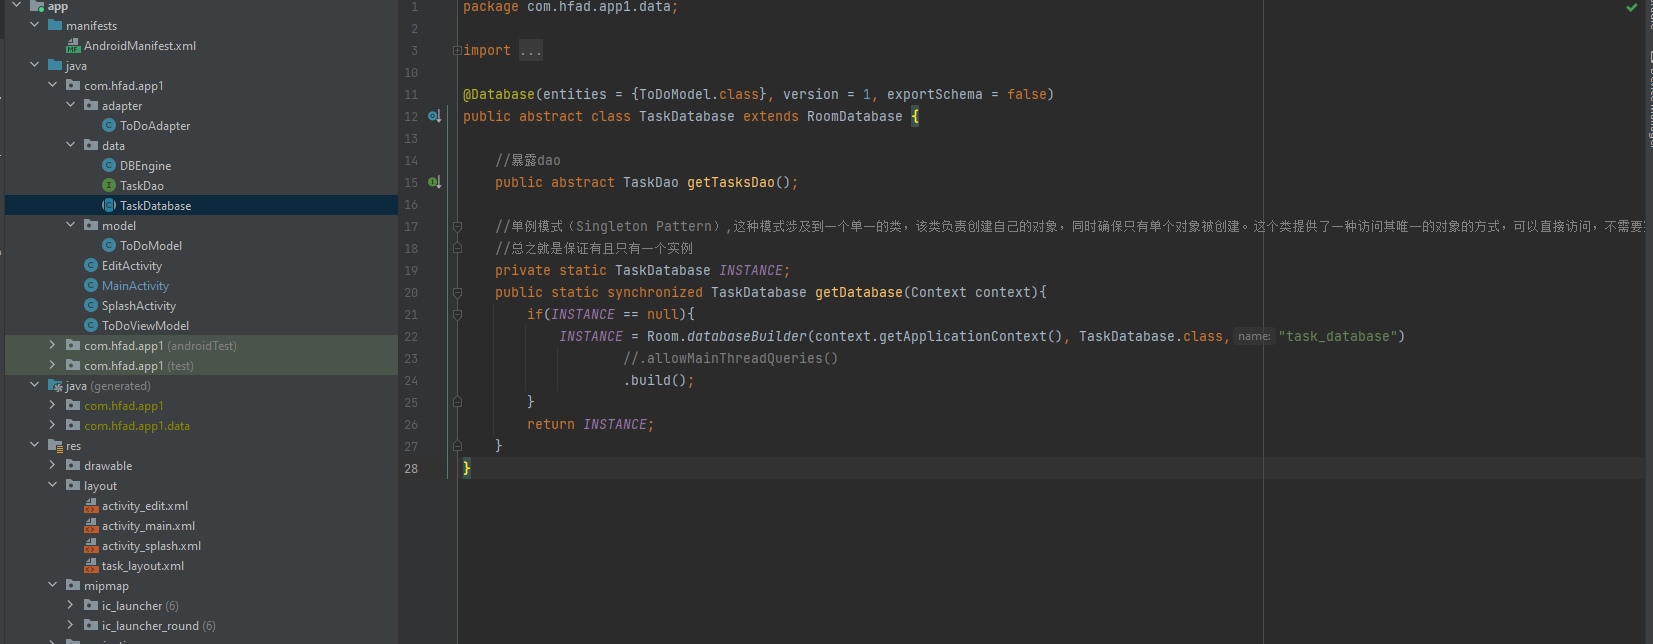 app
manifests
AndroidManifest.xml
java
com.hfad.app1
adapter
ToDoAdapter
data
DBEngine
TaskDao
TaskDatabase
model
ToDoModel
EditActivity
MainActivity
SplashActivity
ToDoViewModel
com.hfad.app1 (androidTest)
com.hfad.app1 (test)
java (generated)
com.hfad.app1
com.hfad.app1.data
res
drawable
layout
activity_edit.xml
activity_main.xml
activity_splash.xml
task_layout.xml
mipmap
ic_launcher (6)
ic_launcher_round (6)
1 package com.hfad.app1.data;
2
3 import ...
10
11 @Database(entities = {ToDoModel.class}, version = 1, exportSchema = false)
12 public abstract class TaskDatabase extends RoomDatabase {
13
14 //暴露dao
15 public abstract TaskDao getTasksDao();
16
17 //单例模式（Singleton Pattern）,这种模式涉及到一个单一的类，该类负责创建自己的对象，同时确保只有单个对象被创建。这个类提供了一种访问其唯一的对象的方式，可以直接访问，不需要
18 //总之就是保证有且只有一个实例
19 private static TaskDatabase INSTANCE;
20 public static synchronized TaskDatabase getDatabase(Context context){
21 if(INSTANCE == null){
22 INSTANCE = Room.databaseBuilder(context.getApplicationContext(), TaskDatabase.class, name: "task_database")
23 //.allowMainThreadQueries()
24 .build();
25 }
26 return INSTANCE;
27 }
28 }